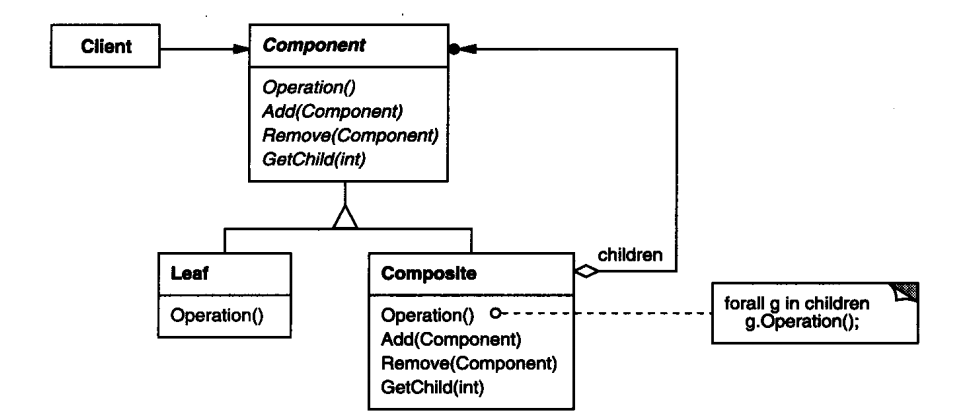 Client
Component
Operation()
Add(Component)
Remove(Component)
GetChild(int)
children
Leaf
Operation()
Composite
Operation()
Add(Component)
Remove(Component)
GetChild(int)
forall g in children
g.Operation();